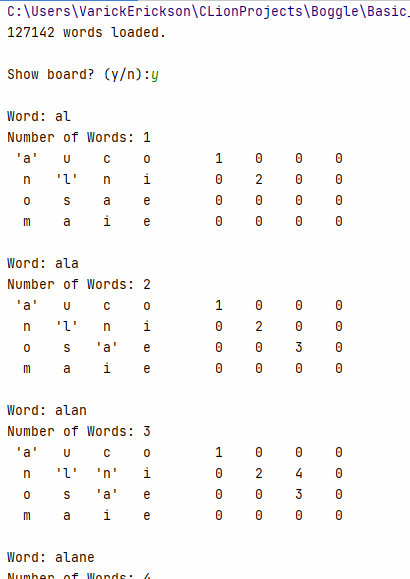 C:\Users\VarickErickson\CLionProjects\Boggle\Basic_
127142 words loaded.
Show board? (y/n):y
Word: al
Number of Words: 1
'a' u c o 1 0 0 0
n 'l' n i 0 2 0 0
o s a e 0 0 0 0
m a i e 0 0 0 0
Word: ala
Number of Words: 2
'a' u c o 1 0 0 0
n 'l' n i 0 2 0 0
o s 'a' e 0 0 3 0
m a i e 0 0 0 0
Word: alan
Number of Words: 3
'a' u c o 1 0 0 0
n 'l' 'n' i 0 2 4 0
o s 'a' e 0 0 3 0
m a i e 0 0 0 0
Word: alane
Number of Words: 4